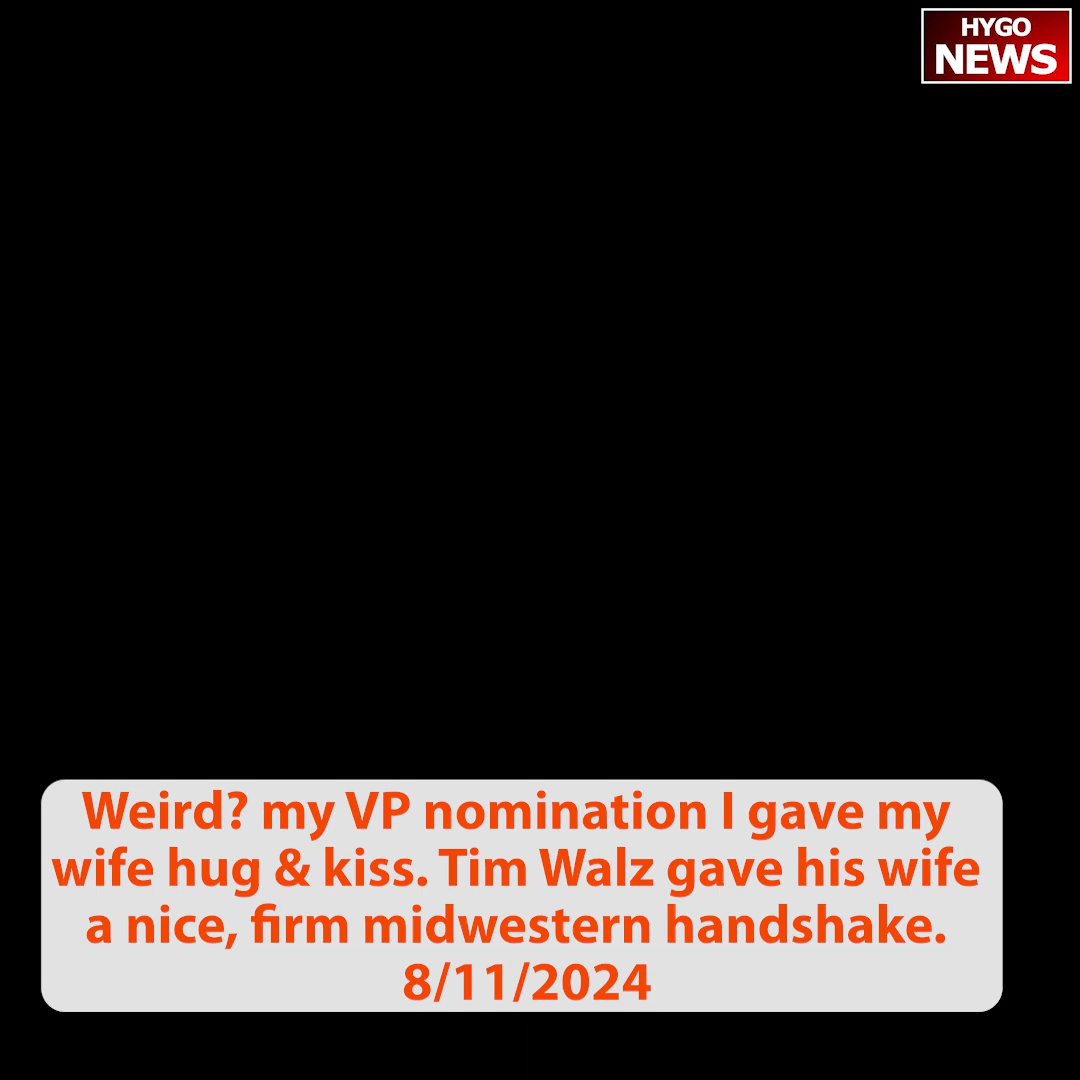 HYGO
NEWS
Weird? my VP nomination I gave my
wife hug & kiss. Tim Walz gave his wife
a nice, firm midwestern handshake.
8/11/2024